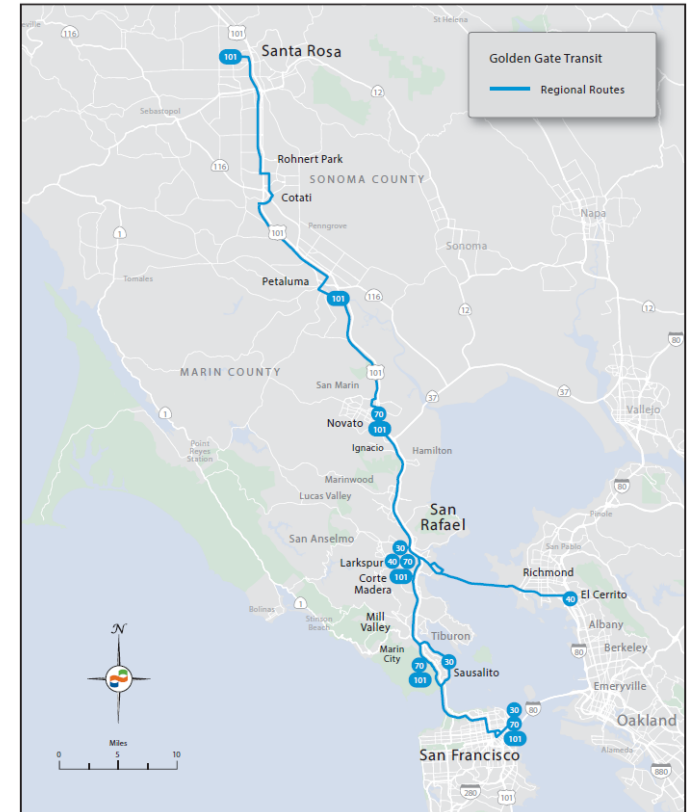 St Helena
116
101
Santa Rosa
101
Golden Gate Transit
Regional Routes
12
Sebastopol
116
Rohnert Park
SONOMA COUNTY
Cotati
1
Penngrove
101
Napa
Sonoma
Tomales
Petaluma
101
116
12
12
80
MARIN COUNTY
101
San Marin
37
37
1
70
Novato
101
Vallejo
Ignacio
Hamilton
Point
Reyes
Station
Marinwood
Lucas Valley
80
San
Rafael
Pinole
San Anselmo
30
San Pablo
Larkspur
40
70
Richmond
Corte
Madera
101
El Cerrito
40
Bolinas
1
Stinson
Beach
Mill
Valley
Albany
Tiburon
Berkeley
80
Marin
City
30
70
Sausalito
101
Emeryville
N
30
80
70
Oakland
101
San Francisco
Alameda
Miles
0
5
10
880
280
101